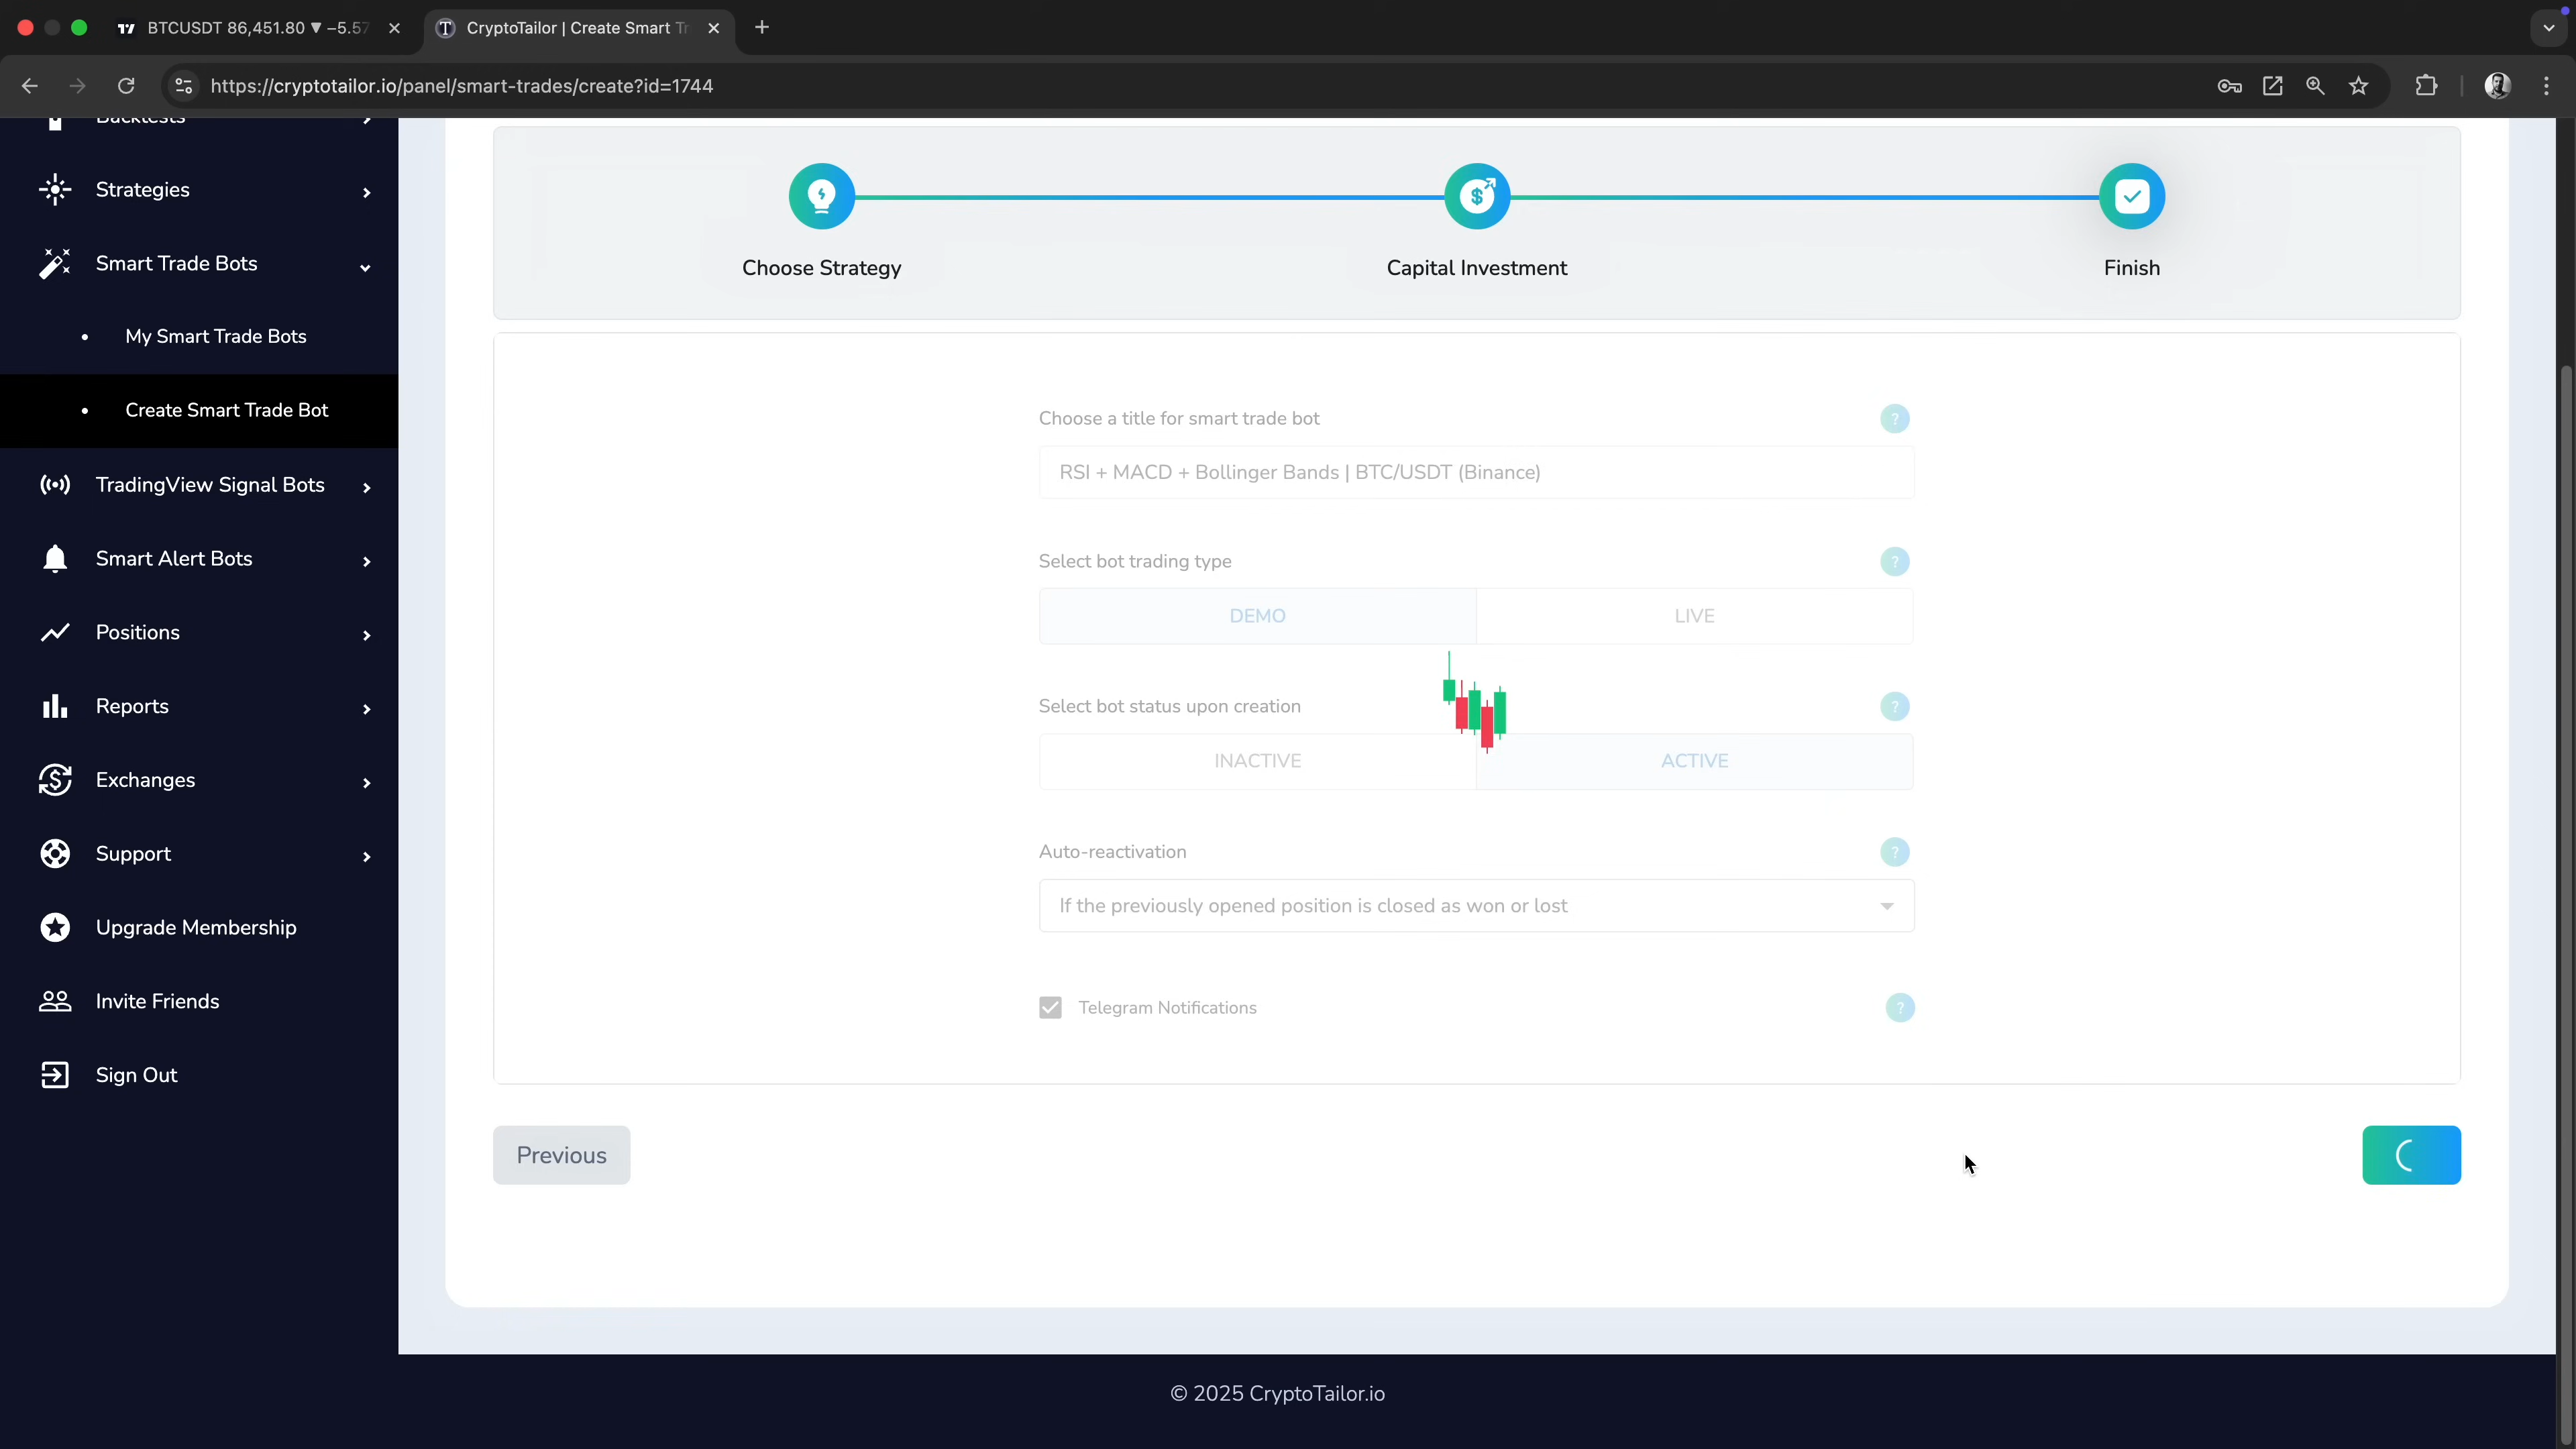 BTCUSDT 86,451.80 ▼ −5.57
CryptoTailor | Create Smart Tr
https://cryptotailor.io/panel/smart-trades/create?id=1744
Backtests
Strategies
Smart Trade Bots
My Smart Trade Bots
Create Smart Trade Bot
TradingView Signal Bots
Smart Alert Bots
Positions
Reports
Exchanges
Support
Upgrade Membership
Invite Friends
Sign Out
Choose Strategy
Capital Investment
Finish
Choose a title for smart trade bot
?
RSI + MACD + Bollinger Bands | BTC/USDT (Binance)
Select bot trading type
?
DEMO
LIVE
Select bot status upon creation
?
INACTIVE
ACTIVE
Auto-reactivation
?
If the previously opened position is closed as won or lost
Telegram Notifications
?
Previous
© 2025 CryptoTailor.io